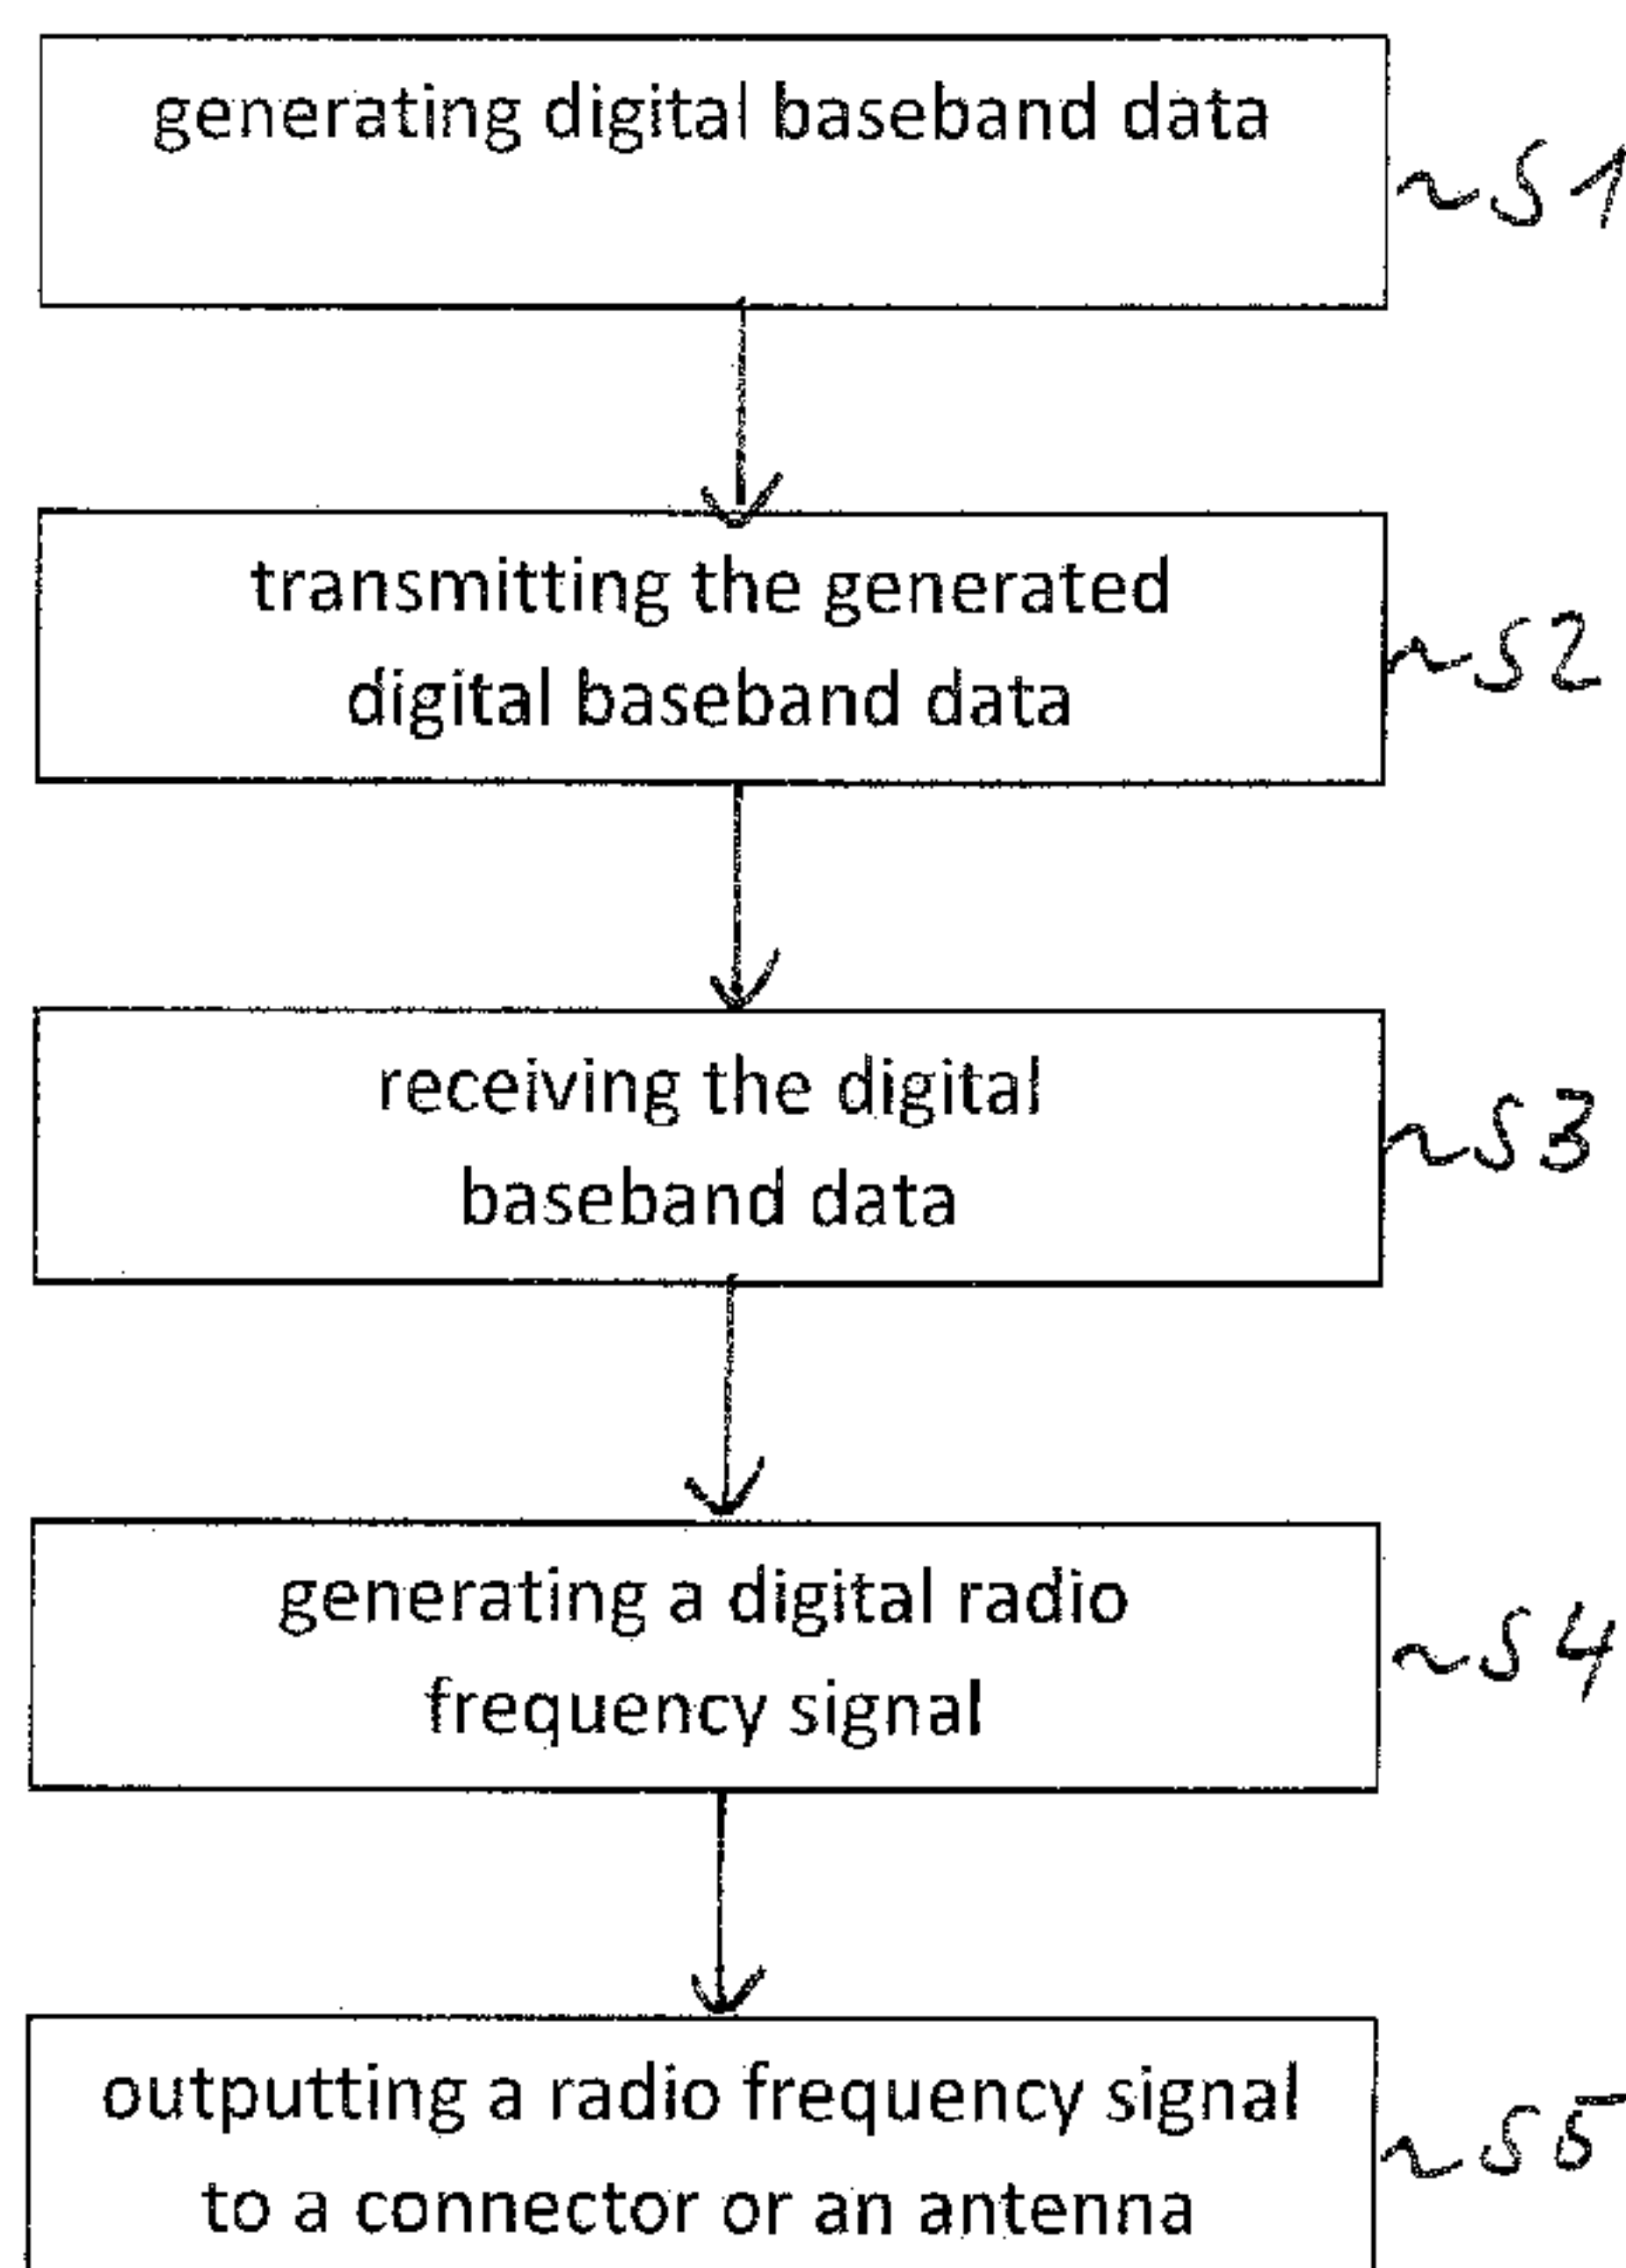 generating digital baseband data
~S1
transmitting the generated
digital baseband data
~S2
receiving the digital
baseband data
~S3
generating a digital radio
frequency signal
~S4
outputting a radio frequency signal
to a connector or an antenna
~S5